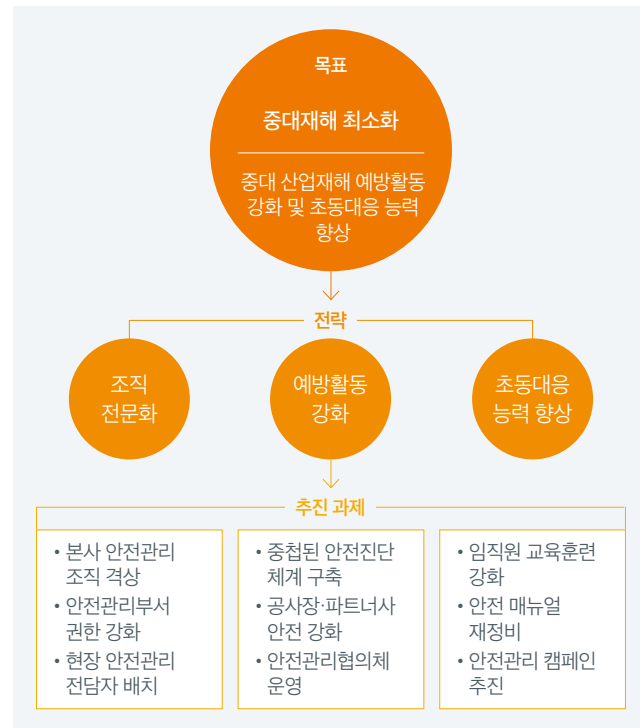 목표
중대재해 최소화
중대 산업재해 예방활동
강화 및 초동대응 능력
향상
전략
조직
전문화
예방활동
강화
초동대응
능력 향상
추진 과제
• 본사 안전관리
조직 격상
• 안전관리부서
권한 강화
• 현장 안전관리
전담자 배치
• 중첩된 안전진단
체계 구축
• 공사장·파트너사
안전 강화
• 안전관리협의체
운영
• 임직원 교육훈련
강화
• 안전 매뉴얼
재정비
• 안전관리 캠페인
추진